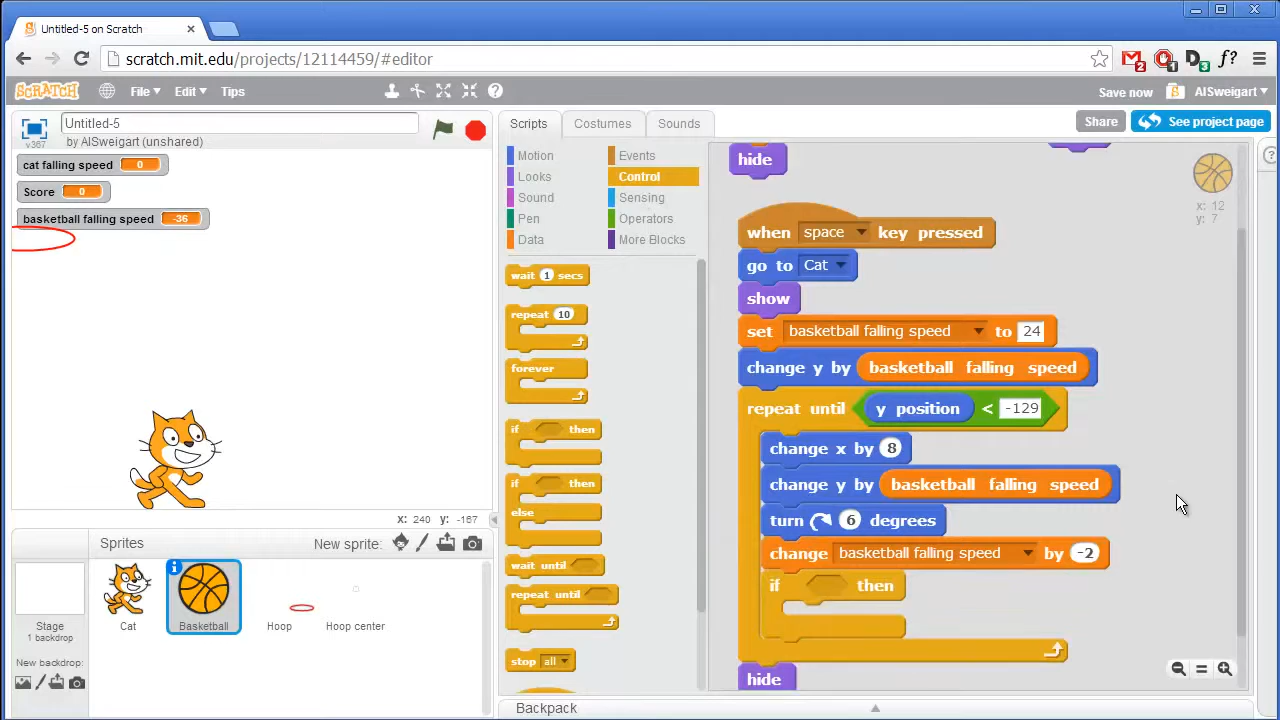 Untitled-5 on Scratch
scratch.mit.edu/projects/12114459/#editor
2
1
D
3
f?
SCRATCH
File
Edit
Tips
Save now
AlSweigart
v367
Untitled-5
by AlSweigart (unshared)
Scripts
Costumes
Sounds
Share
See project page
cat falling speed 0
Score 0
basketball falling speed -36
Motion
Events
Looks
Control
Sound
Sensing
Pen
Operators
Data
More Blocks
wait 1 secs
repeat 10
forever
if then
if then
else
wait until
repeat until
stop all
hide
when space key pressed
go to Cat
show
set basketball falling speed to 24
change y by basketball falling speed
repeat until y position < -129
change x by 8
change y by basketball falling speed
turn 6 degrees
change basketball falling speed by -2
if then
hide
x: 12
y: 7
x: 240 y: -167
Sprites
New sprite:
Stage
1 backdrop
New backdrop:
Cat
Basketball
Hoop
Hoop center
Backpack